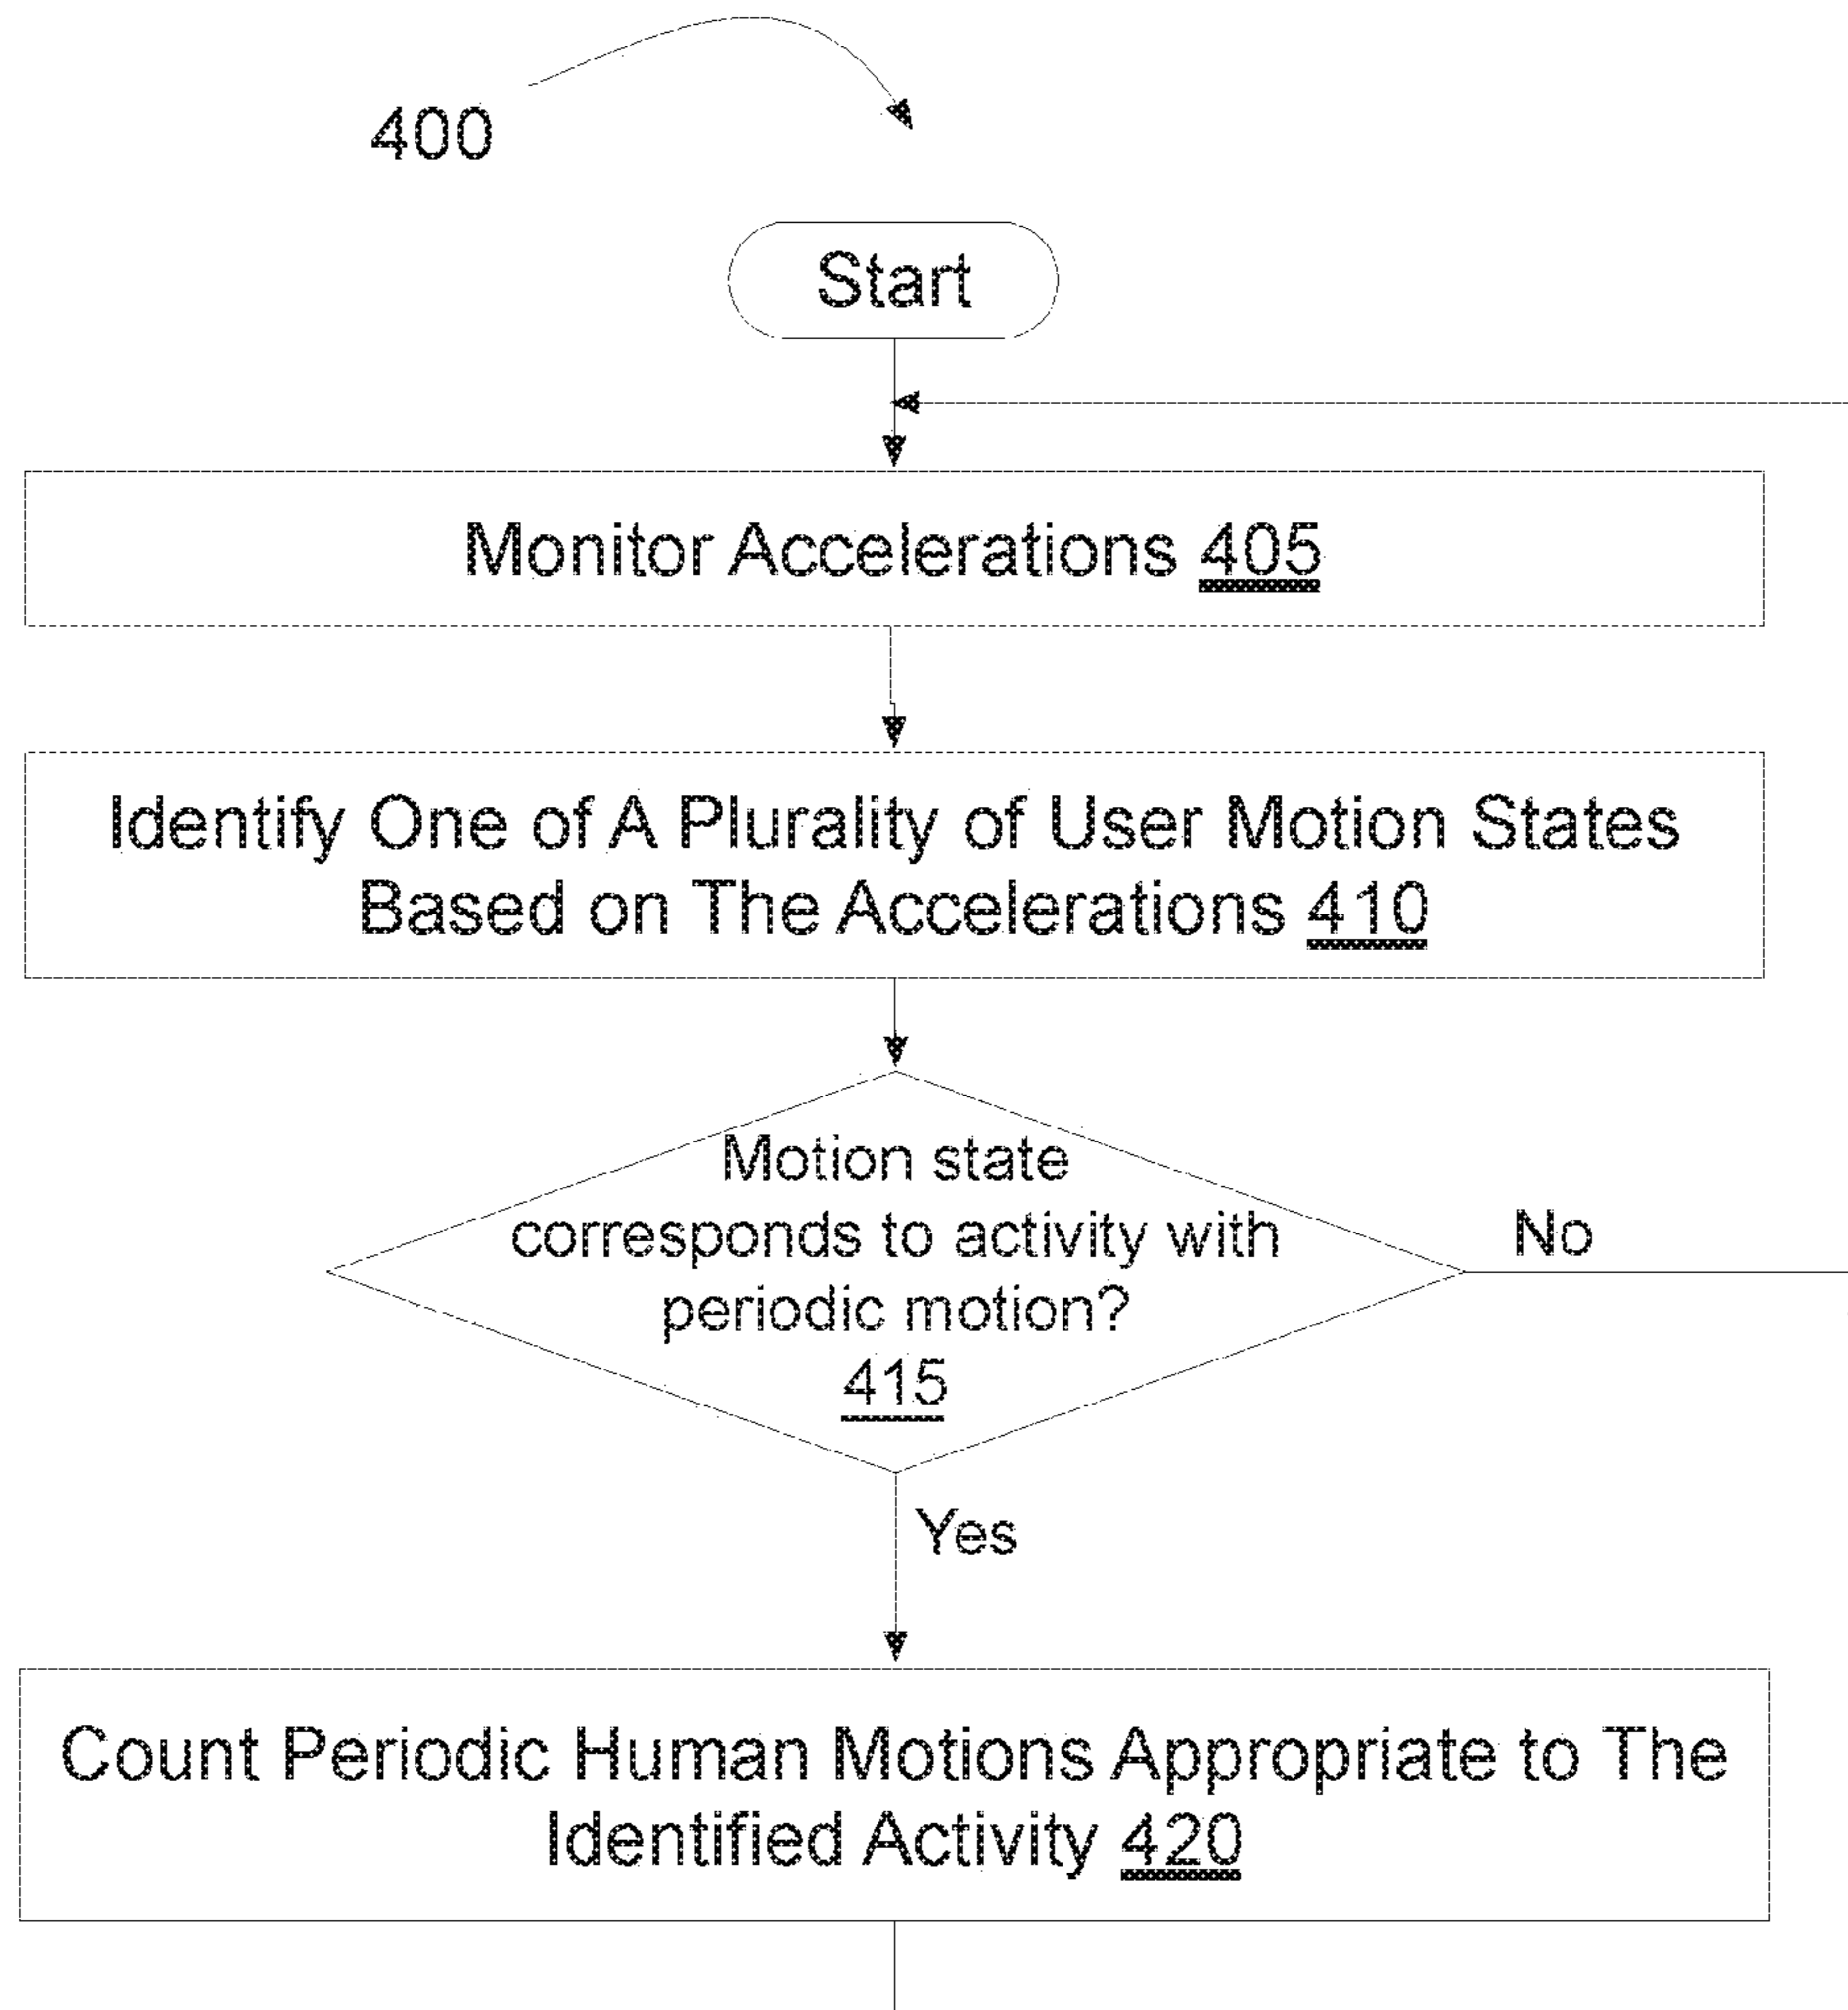 400
Start
Monitor Accelerations 405
Identify One of A Plurality of User Motion States
Based on The Accelerations 410
Motion state
corresponds to activity with
periodic motion?
415
No
Yes
Count Periodic Human Motions Appropriate to The
Identified Activity 420